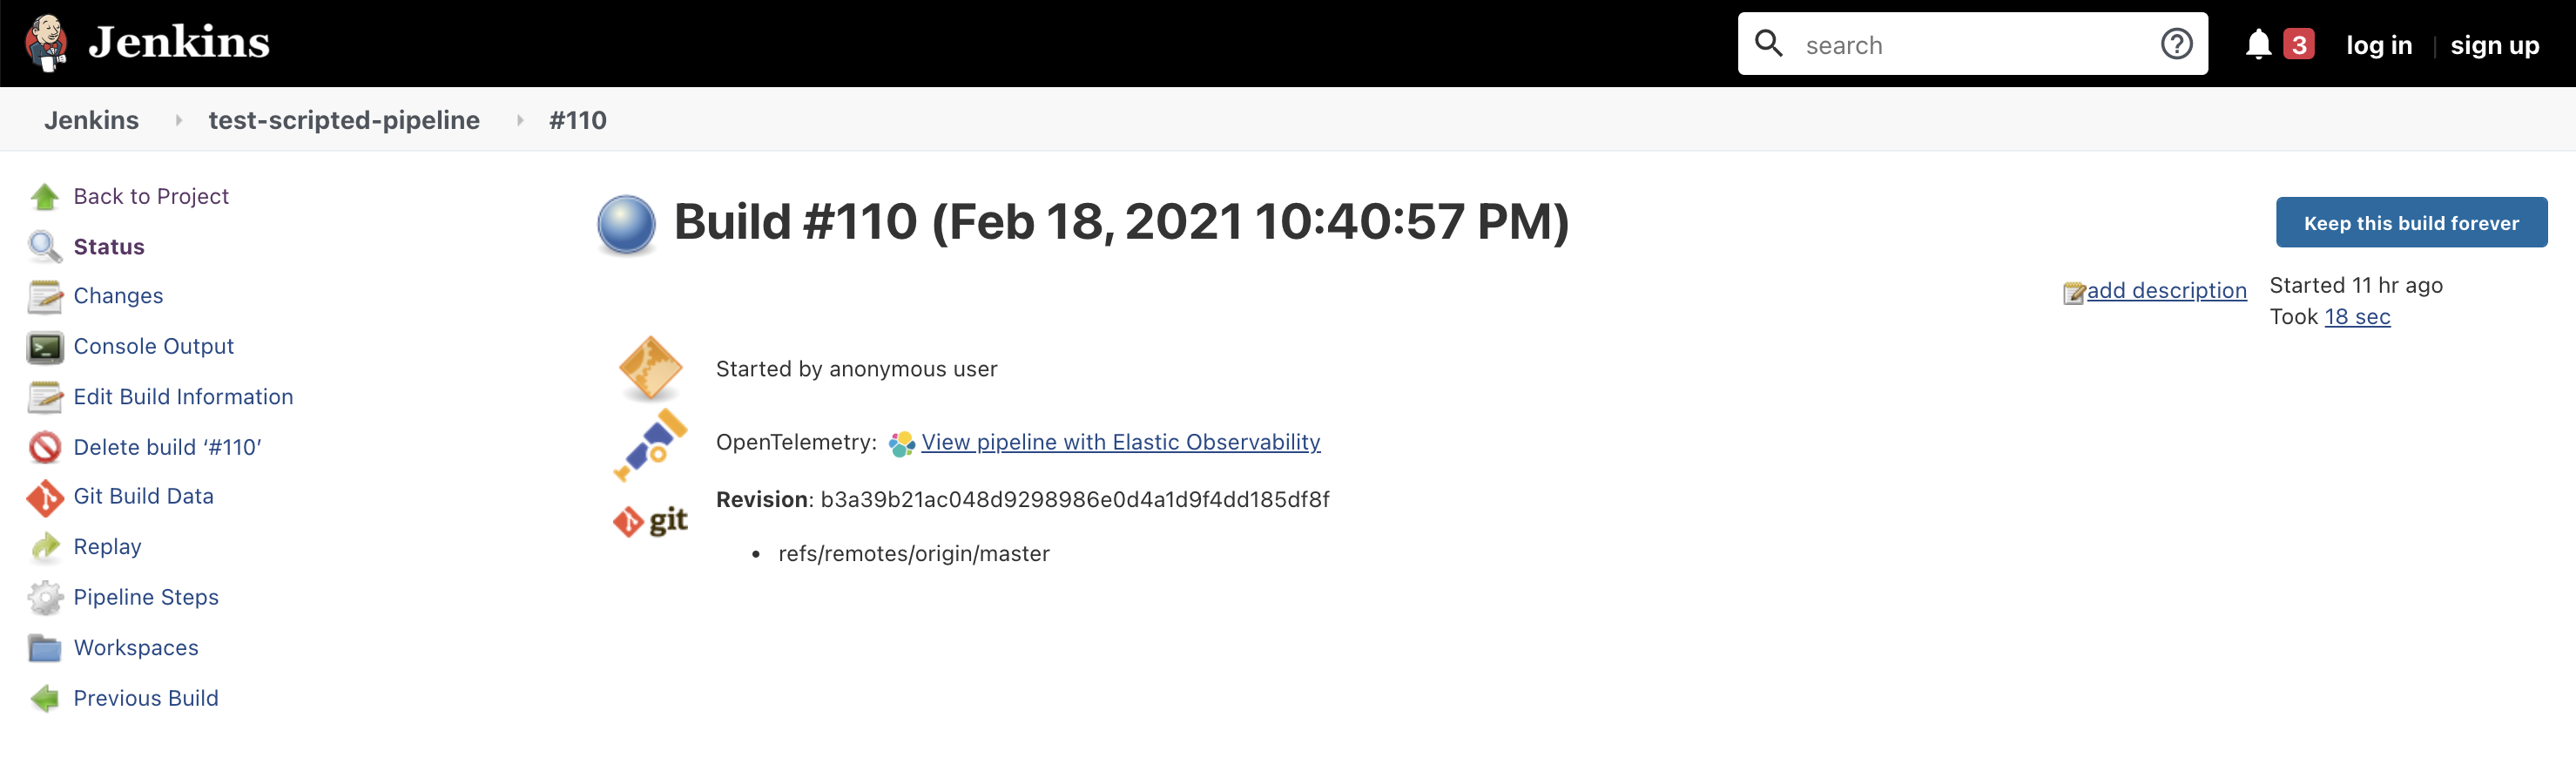 Jenkins
search
3
log in
sign up
Jenkins
test-scripted-pipeline
#110
Back to Project
Status
Changes
Console Output
Edit Build Information
Delete build ‘#110’
Git Build Data
Replay
Pipeline Steps
Workspaces
Previous Build
Build #110 (Feb 18, 2021 10:40:57 PM)
Keep this build forever
add description
Started 11 hr ago
Took 18 sec
Started by anonymous user
OpenTelemetry: View pipeline with Elastic Observability
git
Revision: b3a39b21ac048d9298986e0d4a1d9f4dd185df8f
• refs/remotes/origin/master